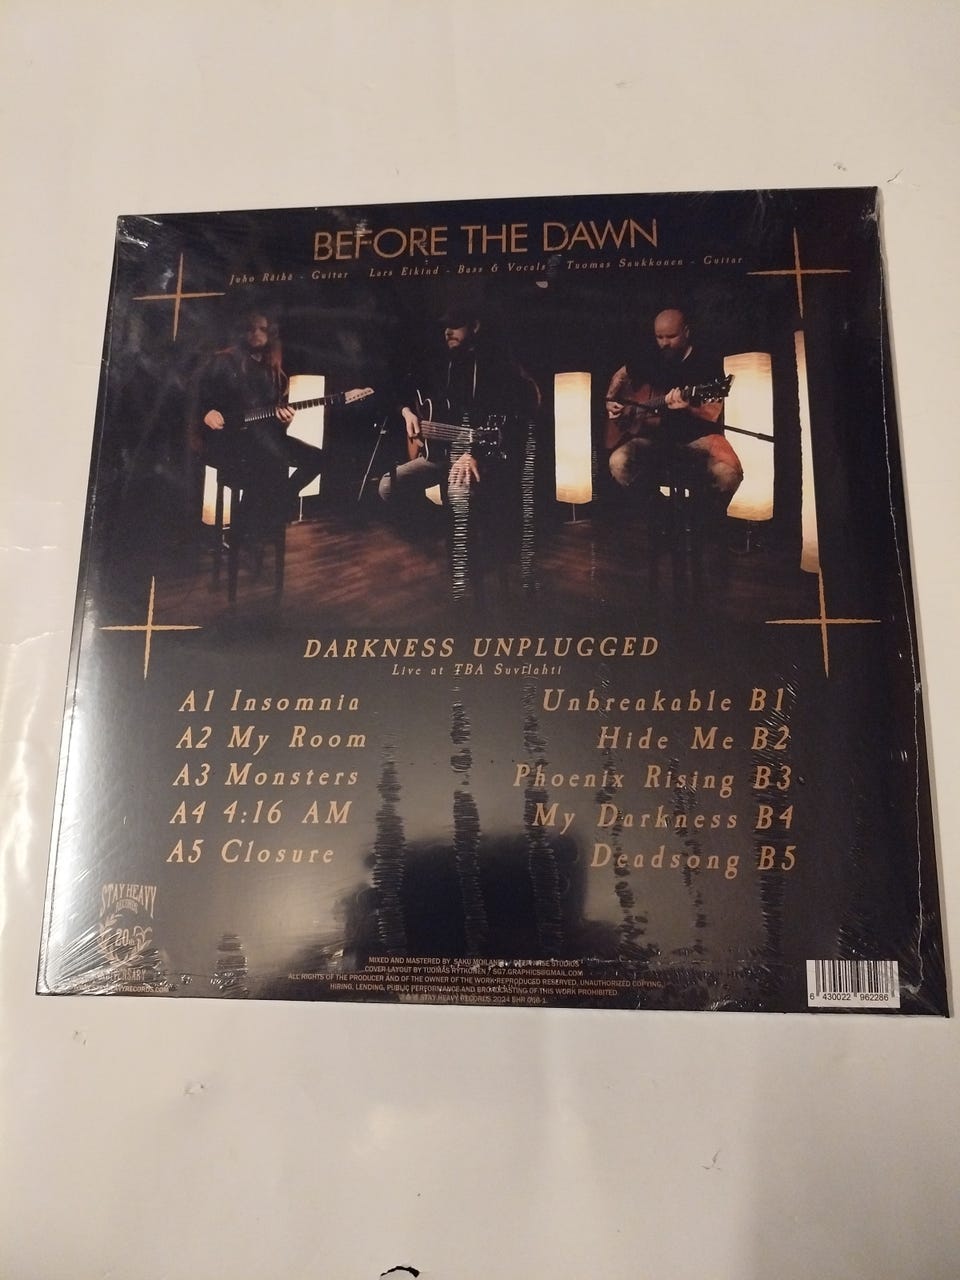 BEFORE THE DAWN
Juho Räihä - Guitar Lars Eikind - Bass & Vocals Tuomas Saukkonen - Guitar
DARKNESS UNPLUGGED
Live at TBA Suvilahti
A1 Insomnia
A2 My Room
A3 Monsters
A4 4:16 AM
A5 Closure
Unbreakable B1
Hide Me B2
Phoenix Rising B3
My Darkness B4
Deadsong B5
STAY HEAVY
RECORDS
20
MIXED AND MASTERED BY SAKU MOILANEN STUDIOS
COVER LAYOUT BY TUOMAS RYTKÖNEN / SG7.GRAPHICS@GMAIL.COM
ALL RIGHTS OF THE PRODUCER AND OF THE OWNER OF THE WORK REPRODUCED RESERVED, UNAUTHORIZED COPYING,
HIRING, LENDING, PUBLIC PERFORMANCE AND BROADCASTING OF THIS WORK PROHIBITED.
STAY HEAVY RECORDS 2024 SHR
6 430022 962286